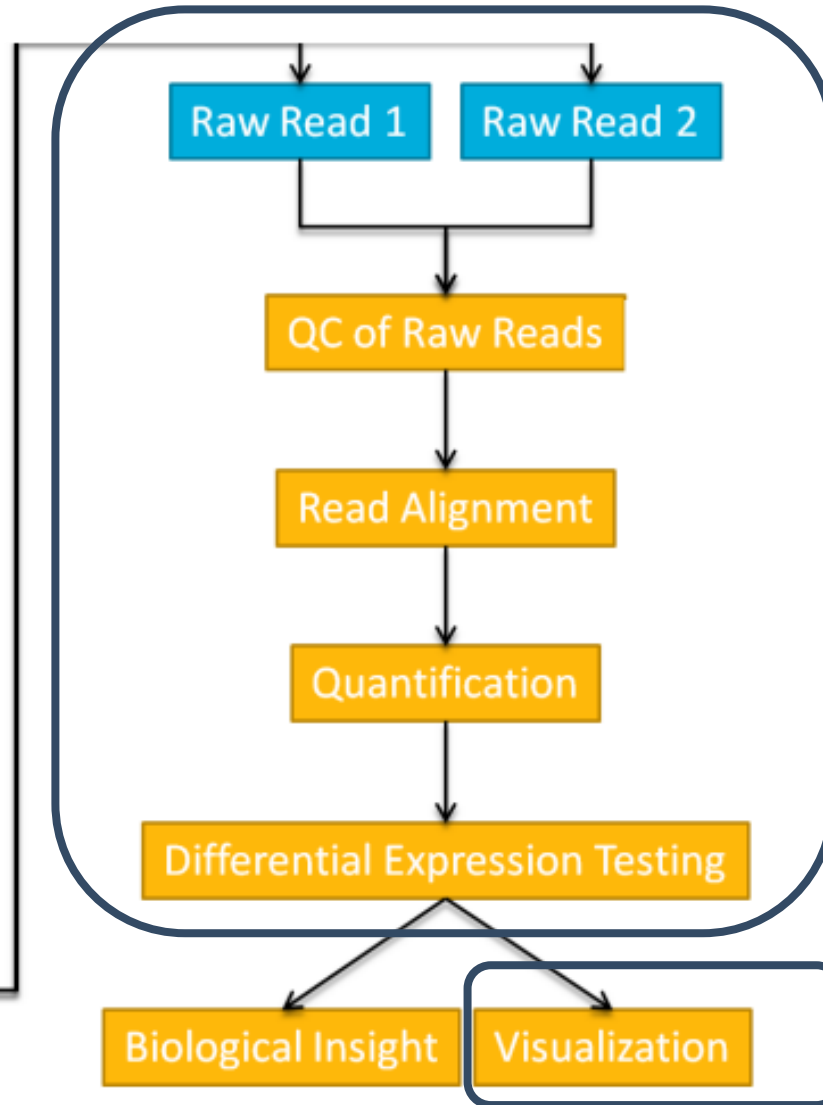 Raw Read 1
Raw Read 2
QC of Raw Reads
Read Alignment
Quantification
Differential Expression Testing
Biological Insight
Visualization